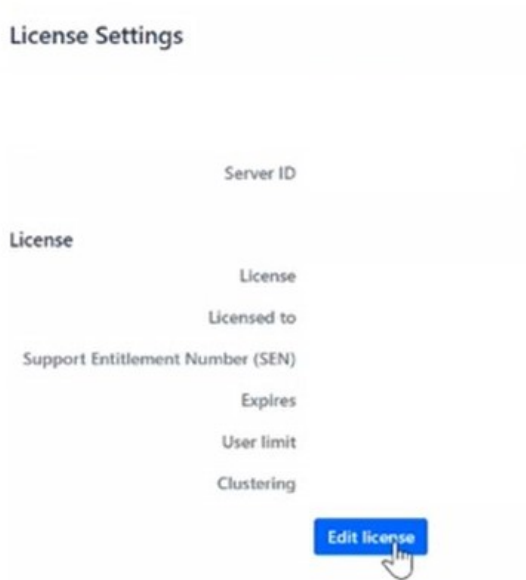 License Settings
Server ID
License
License
Licensed to
Support Entitlement Number (SEN)
Expires
User limit
Clustering
Edit license